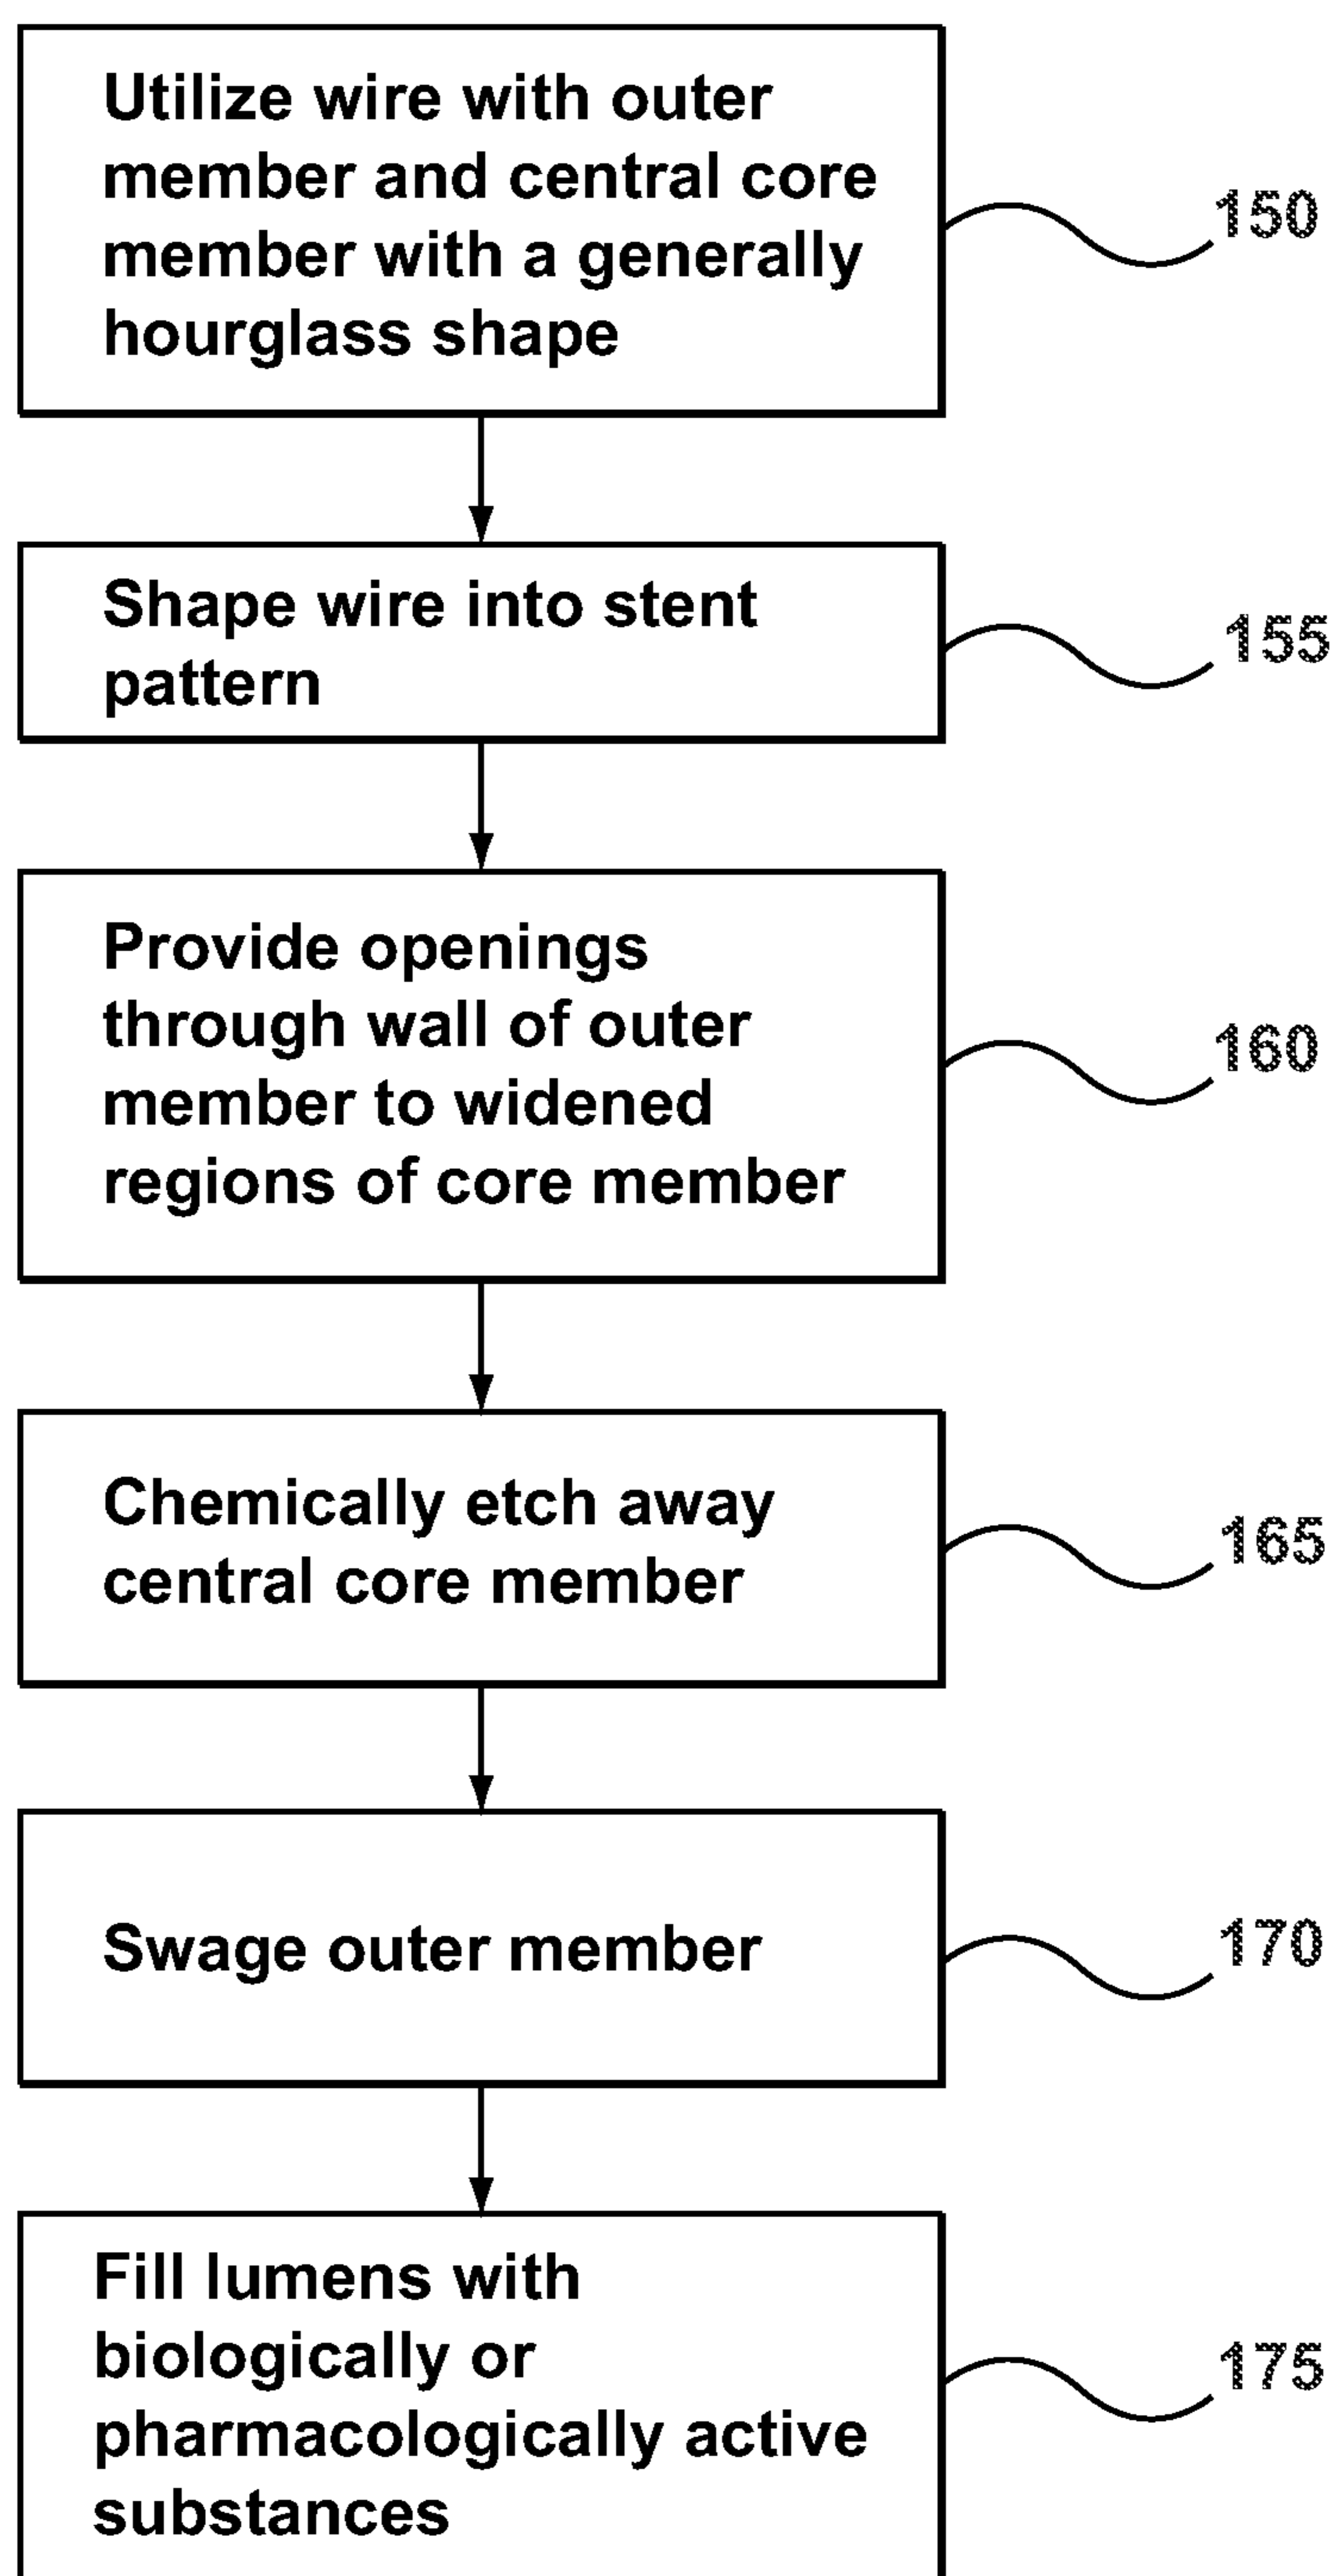 Utilize wire with outer
member and central core
member with a generally
hourglass shape
150
Shape wire into stent
pattern
155
Provide openings
through wall of outer
member to widened
regions of core member
160
Chemically etch away
central core member
165
Swage outer member
170
Fill lumens with
biologically or
pharmacologically active
substances
175